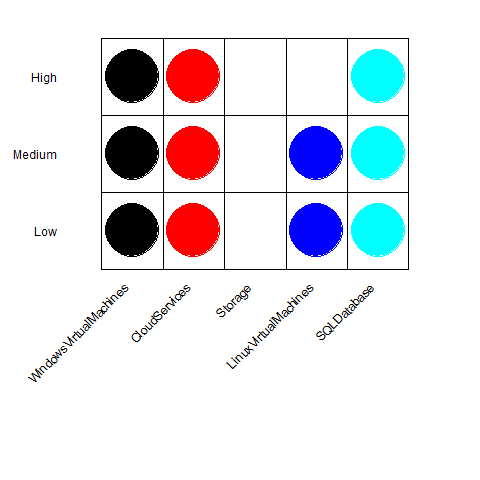 High
Medium
Low
WindowsVirtualMachines
CloudServices
Storage
LinuxVirtualMachines
SQLDatabase